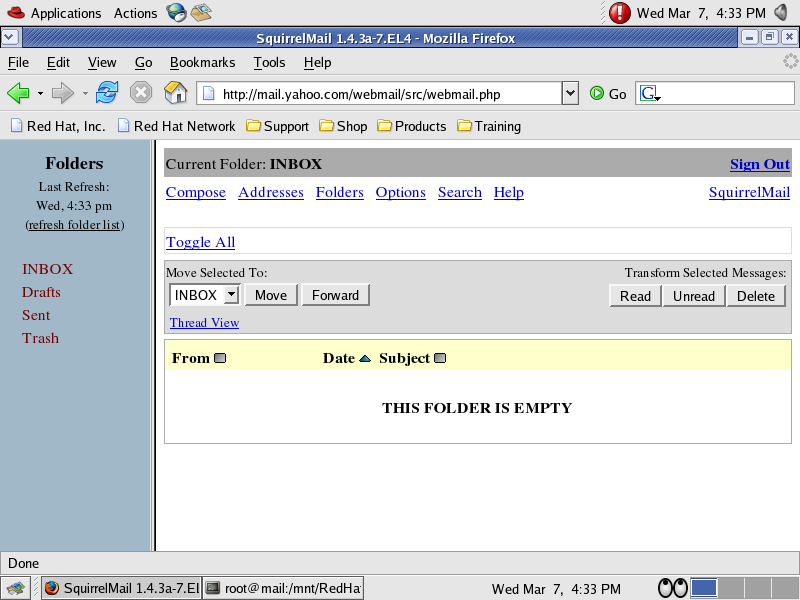 Applications Actions Wed Mar 7, 4:33 PM
SquirrelMail 1.4.3a-7.EL4 - Mozilla Firefox
File Edit View Go Bookmarks Tools Help
http://mail.yahoo.com/webmail/src/webmail.php Go G
Red Hat, Inc. Red Hat Network Support Shop Products Training
Folders
Last Refresh:
Wed, 4:33 pm
(refresh folder list)
INBOX
Drafts
Sent
Trash
Current Folder: INBOX Sign Out
Compose Addresses Folders Options Search Help SquirrelMail
Toggle All
Move Selected To: Transform Selected Messages:
INBOX Move Forward Read Unread Delete
Thread View
From Date Subject
THIS FOLDER IS EMPTY
Done
SquirrelMail 1.4.3a-7.El root@mail:/mnt/RedHa Wed Mar 7, 4:33 PM